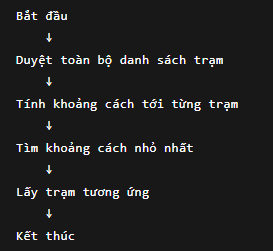 Bắt đầu
↓
Duyệt toàn bộ danh sách trạm
↓
Tính khoảng cách tới từng trạm
↓
Tìm khoảng cách nhỏ nhất
↓
Lấy trạm tương ứng
↓
Kết thúc